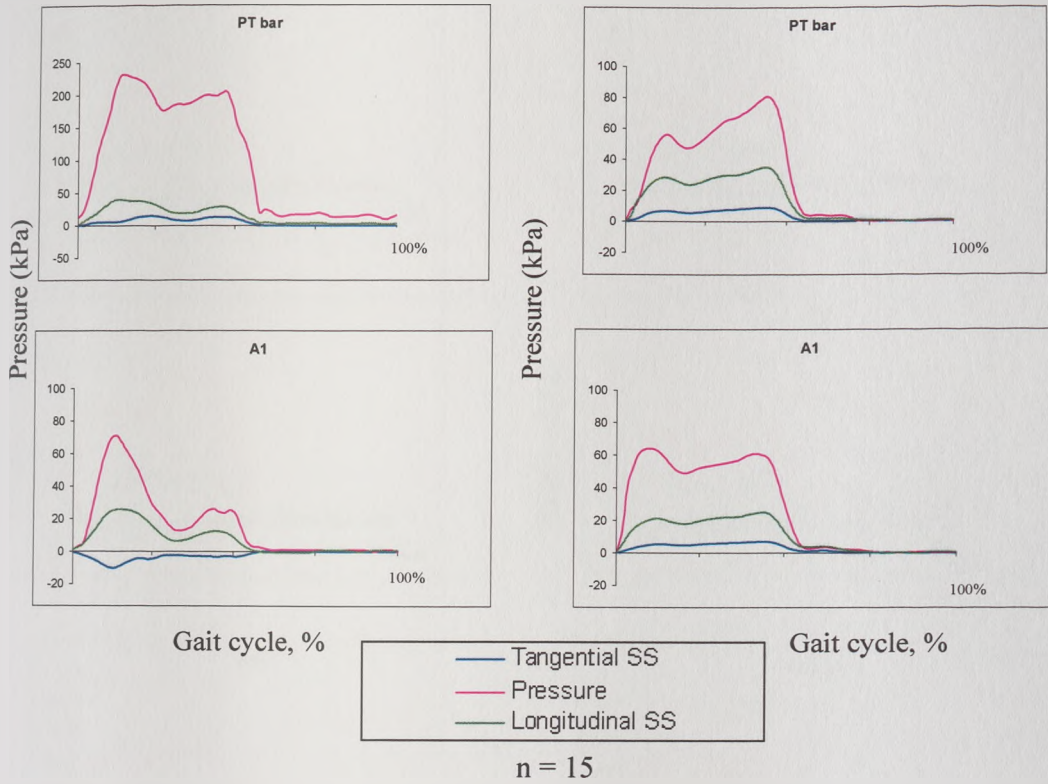 PT bar
250
200
150
100
50
0
-50
100%
PT bar
100
80
60
40
20
0
-20
100%
Pressure (kPa)
Pressure (kPa)
A1
100
80
60
40
20
0
-20
100%
A1
100
80
60
40
20
0
-20
100%
Gait cycle, %
Gait cycle, %
Tangential SS
Pressure
Longitudinal SS
n = 15